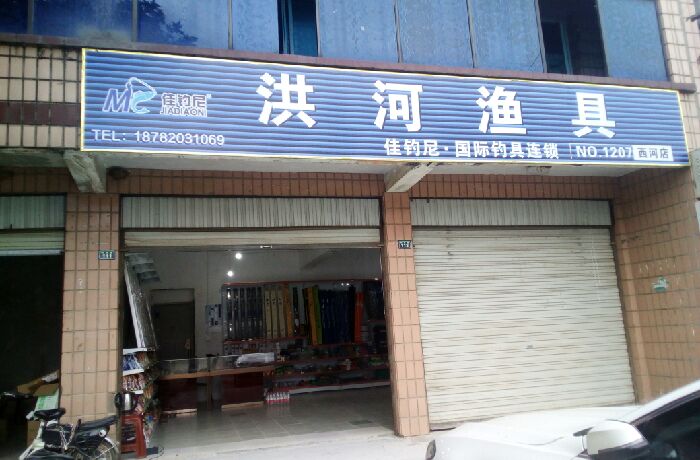 洪河渔具
MC 佳钓尼
JIADIAONI
TEL：18782031069
佳钓尼·国际钓具连锁 NO.1207 西河店